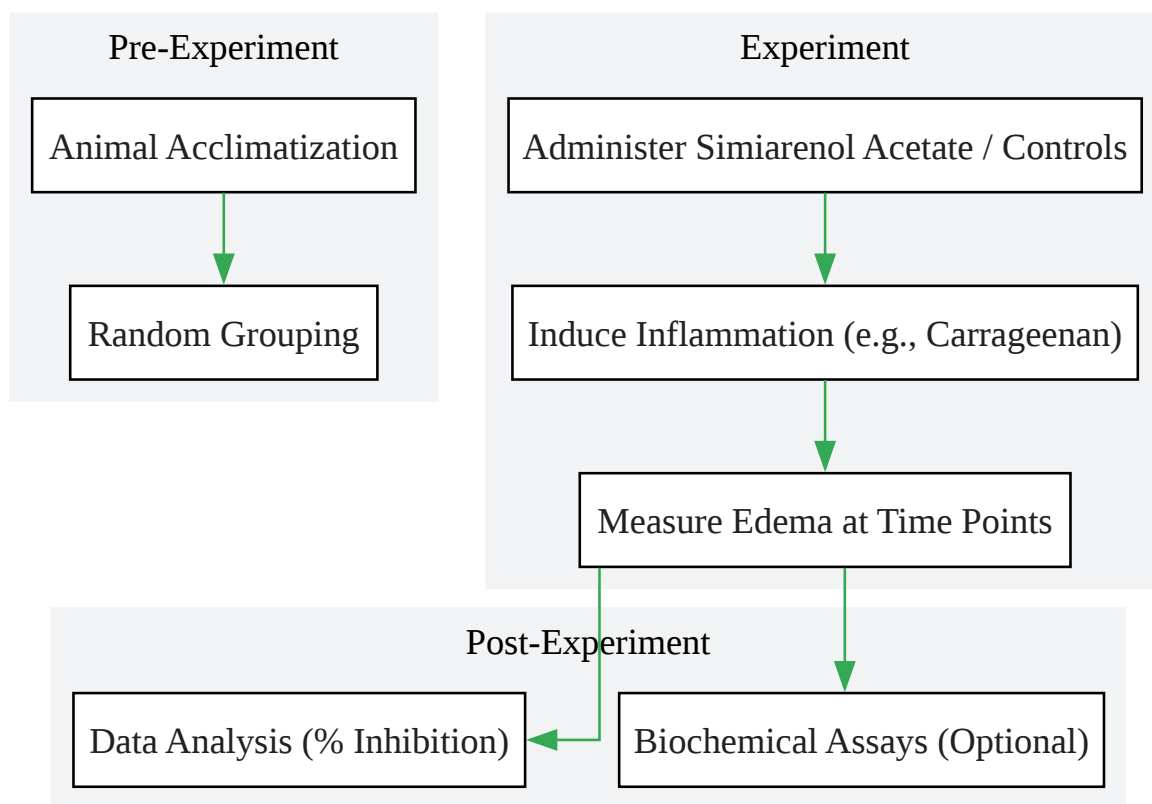 Pre-Experiment
Animal Acclimatization
Random Grouping
Experiment
Administer Simiarenol Acetate / Controls
Induce Inflammation (e.g., Carrageenan)
Measure Edema at Time Points
Post-Experiment
Data Analysis (% Inhibition)
Biochemical Assays (Optional)